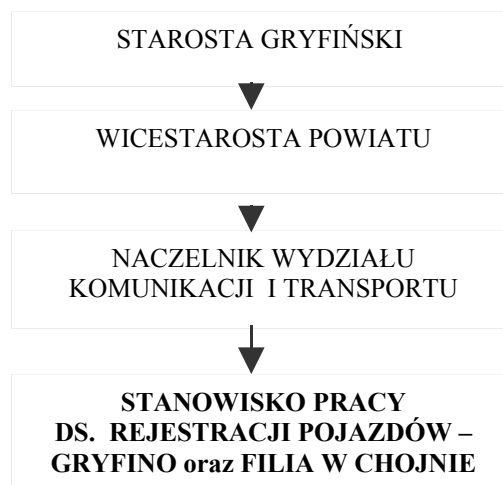 STAROSTA GRYFIŃSKI
WICESTAROSTA POWIATU
NACZELNIK WYDZIAŁU
KOMUNIKACJI I TRANSPORTU
STANOWISKO PRACY
DS. REJESTRACJI POJAZDÓW –
GRYFINO oraz FILIA W CHOJNIE